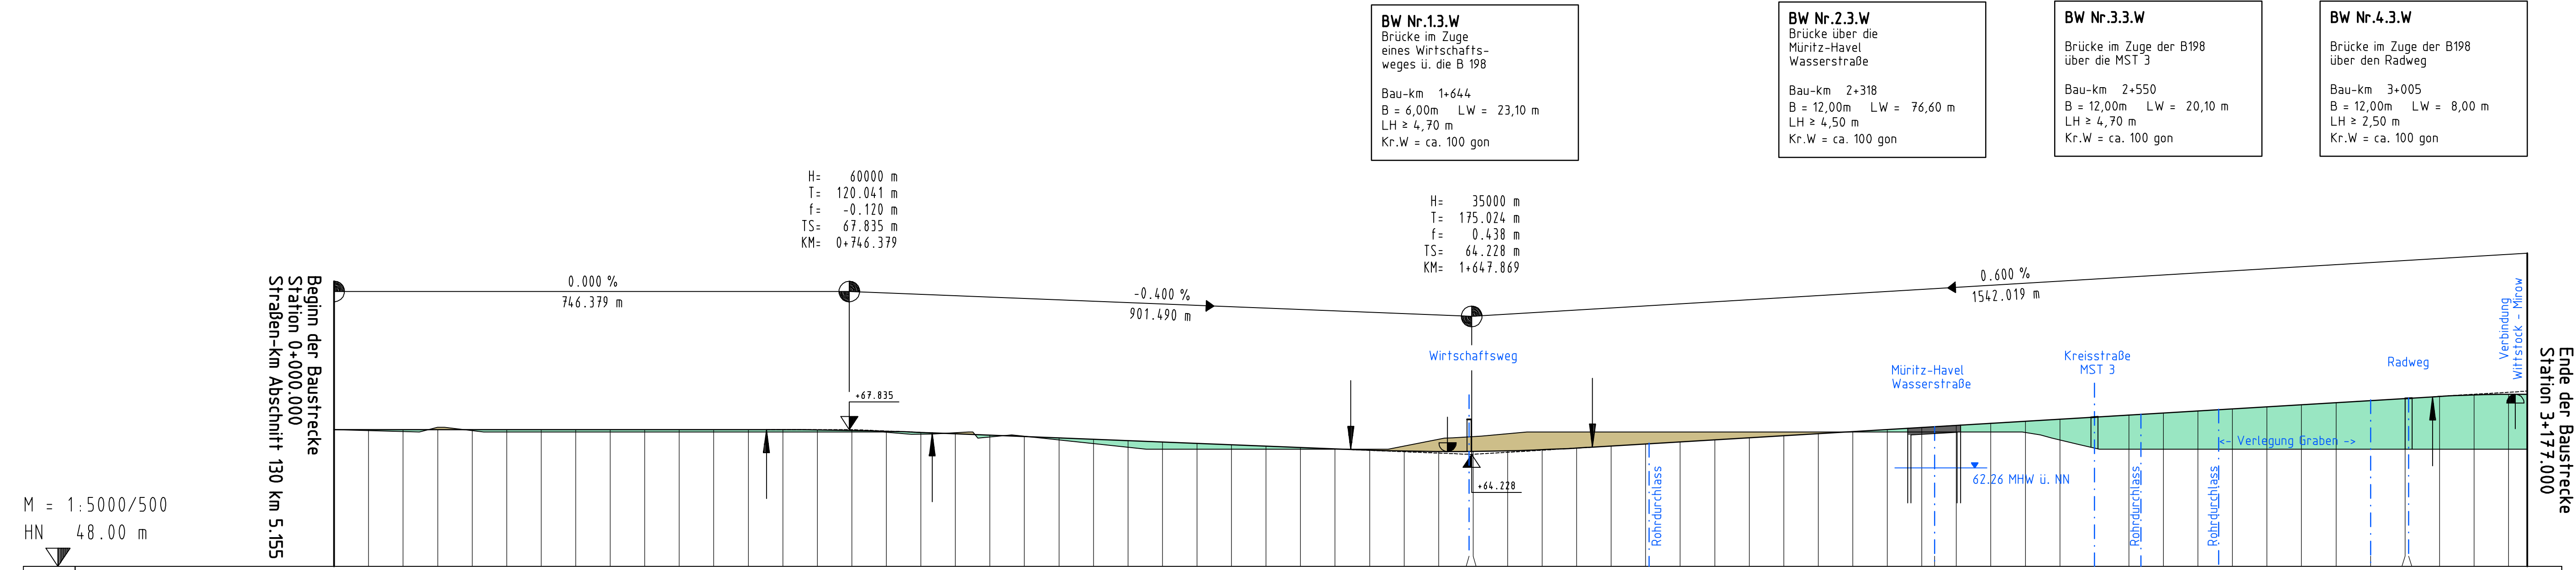 BW Nr.1.3.W
Brücke im Zuge
eines Wirtschafts-
weges ü. die B 198
Bau-km 1+644
B = 6,00m LW = 23,10 m
LH ≥ 4,70 m
Kr.W = ca. 100 gon
BW Nr.2.3.W
Brücke über die
Müritz-Havel
Wasserstraße
Bau-km 2+318
B = 12,00m LW = 76,60 m
LH ≥ 4,50 m
Kr.W = ca. 100 gon
BW Nr.3.3.W
Brücke im Zuge der B198
über die MST 3
Bau-km 2+550
B = 12,00m LW = 20,10 m
LH ≥ 4,70 m
Kr.W = ca. 100 gon
BW Nr.4.3.W
Brücke im Zuge der B198
über den Radweg
Bau-km 3+005
B = 12,00m LW = 8,00 m
LH ≥ 2,50 m
Kr.W = ca. 100 gon
H= 60000 m
T= 120.041 m
f= -0.120 m
TS= 67.835 m
KM= 0+746.379
H= 35000 m
T= 175.024 m
f= 0.438 m
TS= 64.228 m
KM= 1+647.869
Beginn der Baustrecke
Station 0+000.000
Straßen-km Abschnitt 130 km 5.155
0.000 %
746.379 m
-0.400 %
901.490 m
0.600 %
1542.019 m
+67.835
Wirtschaftsweg
+64.228
Rohrdurchlass
Müritz-Havel
Wasserstraße
62.26 MHW ü. NN
Kreisstraße
MST 3
Rohrdurchlass
Rohrdurchlass
<- Verlegung Graben ->
Radweg
Verbindung
Wittstock - Mirow
Ende der Baustrecke
Station 3+177.000
M = 1:5000/500
HN 48.00 m